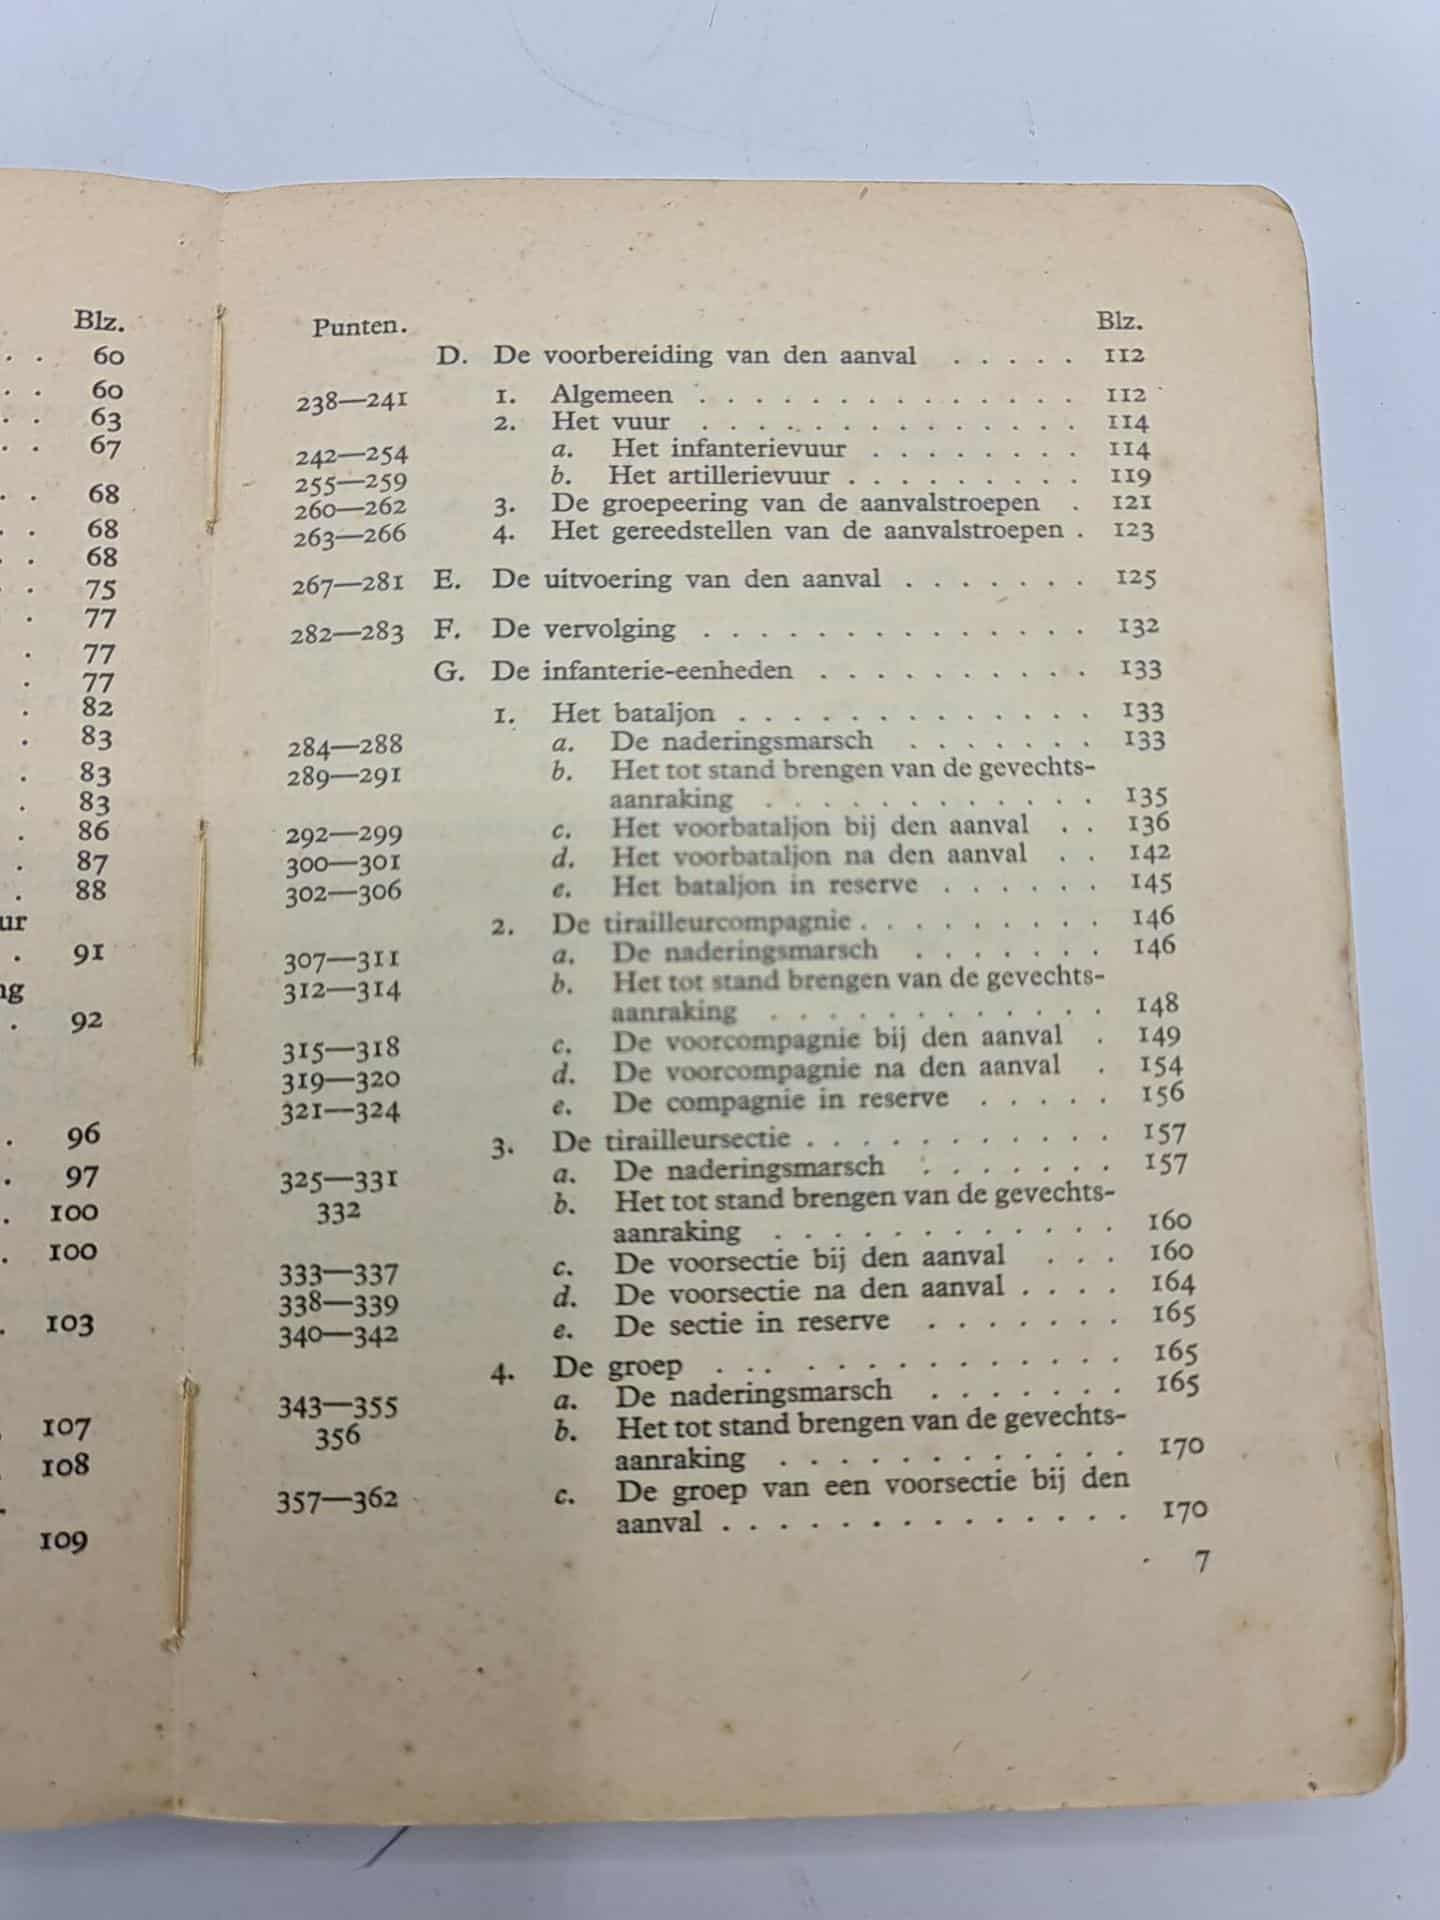 Blz.
60
60
63
67
68
68
68
75
77
77
77
82
83
83
83
86
87
88
ur
91
ng
92
96
97
100
100
103
107
108
109
Punten. Blz.
D. De voorbereiding van den aanval . . . . . 112
238—241 1. Algemeen . . . . . . . . . . . . . . 112
2. Het vuur . . . . . . . . . . . . . . 114
242—254 a. Het infanterievuur . . . . . . . . 114
255—259 b. Het artillerievuur . . . . . . . . . 119
260—262 3. De groepeering van de aanvalstroepen . 121
263—266 4. Het gereedstellen van de aanvalstroepen . 123
267—281 E. De uitvoering van den aanval . . . . . . . 125
282—283 F. De vervolging . . . . . . . . . . . . . . 132
G. De infanterie-eenheden . . . . . . . . . . 133
1. Het bataljon . . . . . . . . . . . . . 133
284—288 a. De naderingsmarsch . . . . . . . 133
289—291 b. Het tot stand brengen van de gevechts-
aanraking . . . . . . . . . . . . 135
292—299 c. Het voorbataljon bij den aanval . . 136
300—301 d. Het voorbataljon na den aanval . . 142
302—306 e. Het bataljon in reserve . . . . . . 145
2. De tirailleurcompagnie . . . . . . . . . 146
307—311 a. De naderingsmarsch . . . . . . . 146
312—314 b. Het tot stand brengen van de gevechts-
aanraking . . . . . . . . . . . . 148
315—318 c. De voorcompagnie bij den aanval . 149
319—320 d. De voorcompagnie na den aanval . 154
321—324 e. De compagnie in reserve . . . . . 156
3. De tirailleursectie . . . . . . . . . . . 157
325—331 a. De naderingsmarsch . . . . . . . 157
332 b. Het tot stand brengen van de gevechts-
aanraking . . . . . . . . . . . . 160
333—337 c. De voorsectie bij den aanval . . . 160
338—339 d. De voorsectie na den aanval . . . . 164
340—342 e. De sectie in reserve . . . . . . . 165
4. De groep . . . . . . . . . . . . . . 165
343—355 a. De naderingsmarsch . . . . . . . 165
356 b. Het tot stand brengen van de gevechts-
aanraking . . . . . . . . . . . . 170
357—362 c. De groep van een voorsectie bij den
aanval . . . . . . . . . . . . . . 170
7